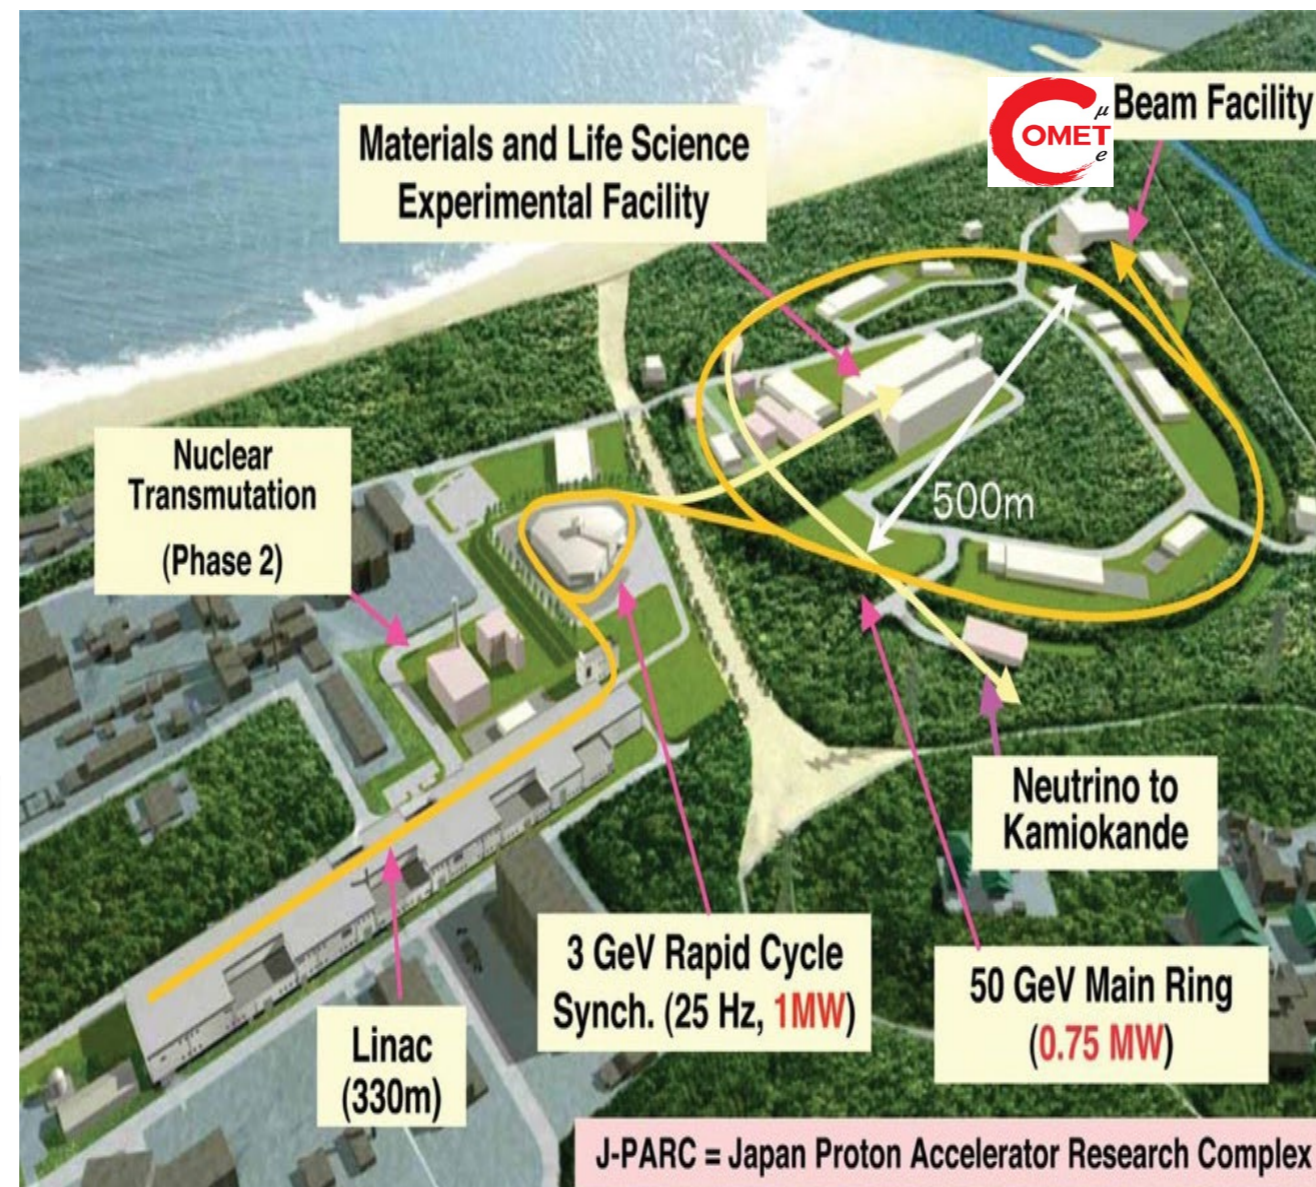 COMET
μ
e
Beam Facility
Materials and Life Science
Experimental Facility
Nuclear
Transmutation
(Phase 2)
500m
Neutrino to
Kamiokande
3 GeV Rapid Cycle
Synch. (25 Hz, 1MW)
50 GeV Main Ring
(0.75 MW)
Linac
(330m)
J-PARC = Japan Proton Accelerator Research Complex